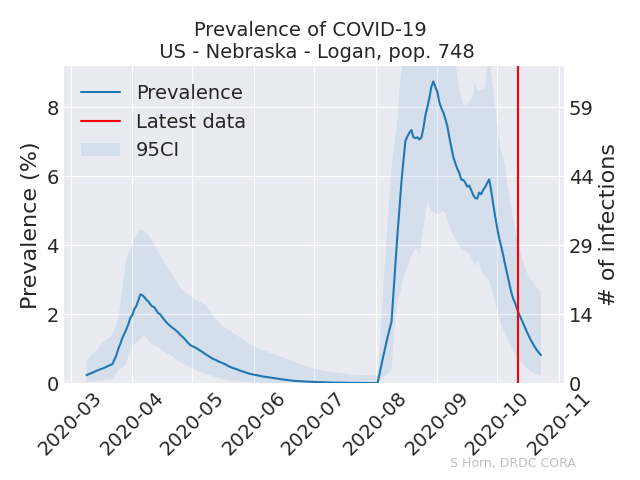 Prevalence of COVID-19
US - Nebraska - Logan, pop. 748
Prevalence
Latest data
95CI
Prevalence (%)
0
2
4
6
8
# of infections
0
14
29
44
59
2020-03
2020-04
2020-05
2020-06
2020-07
2020-08
2020-09
2020-10
2020-11
S Horn, DRDC CORA